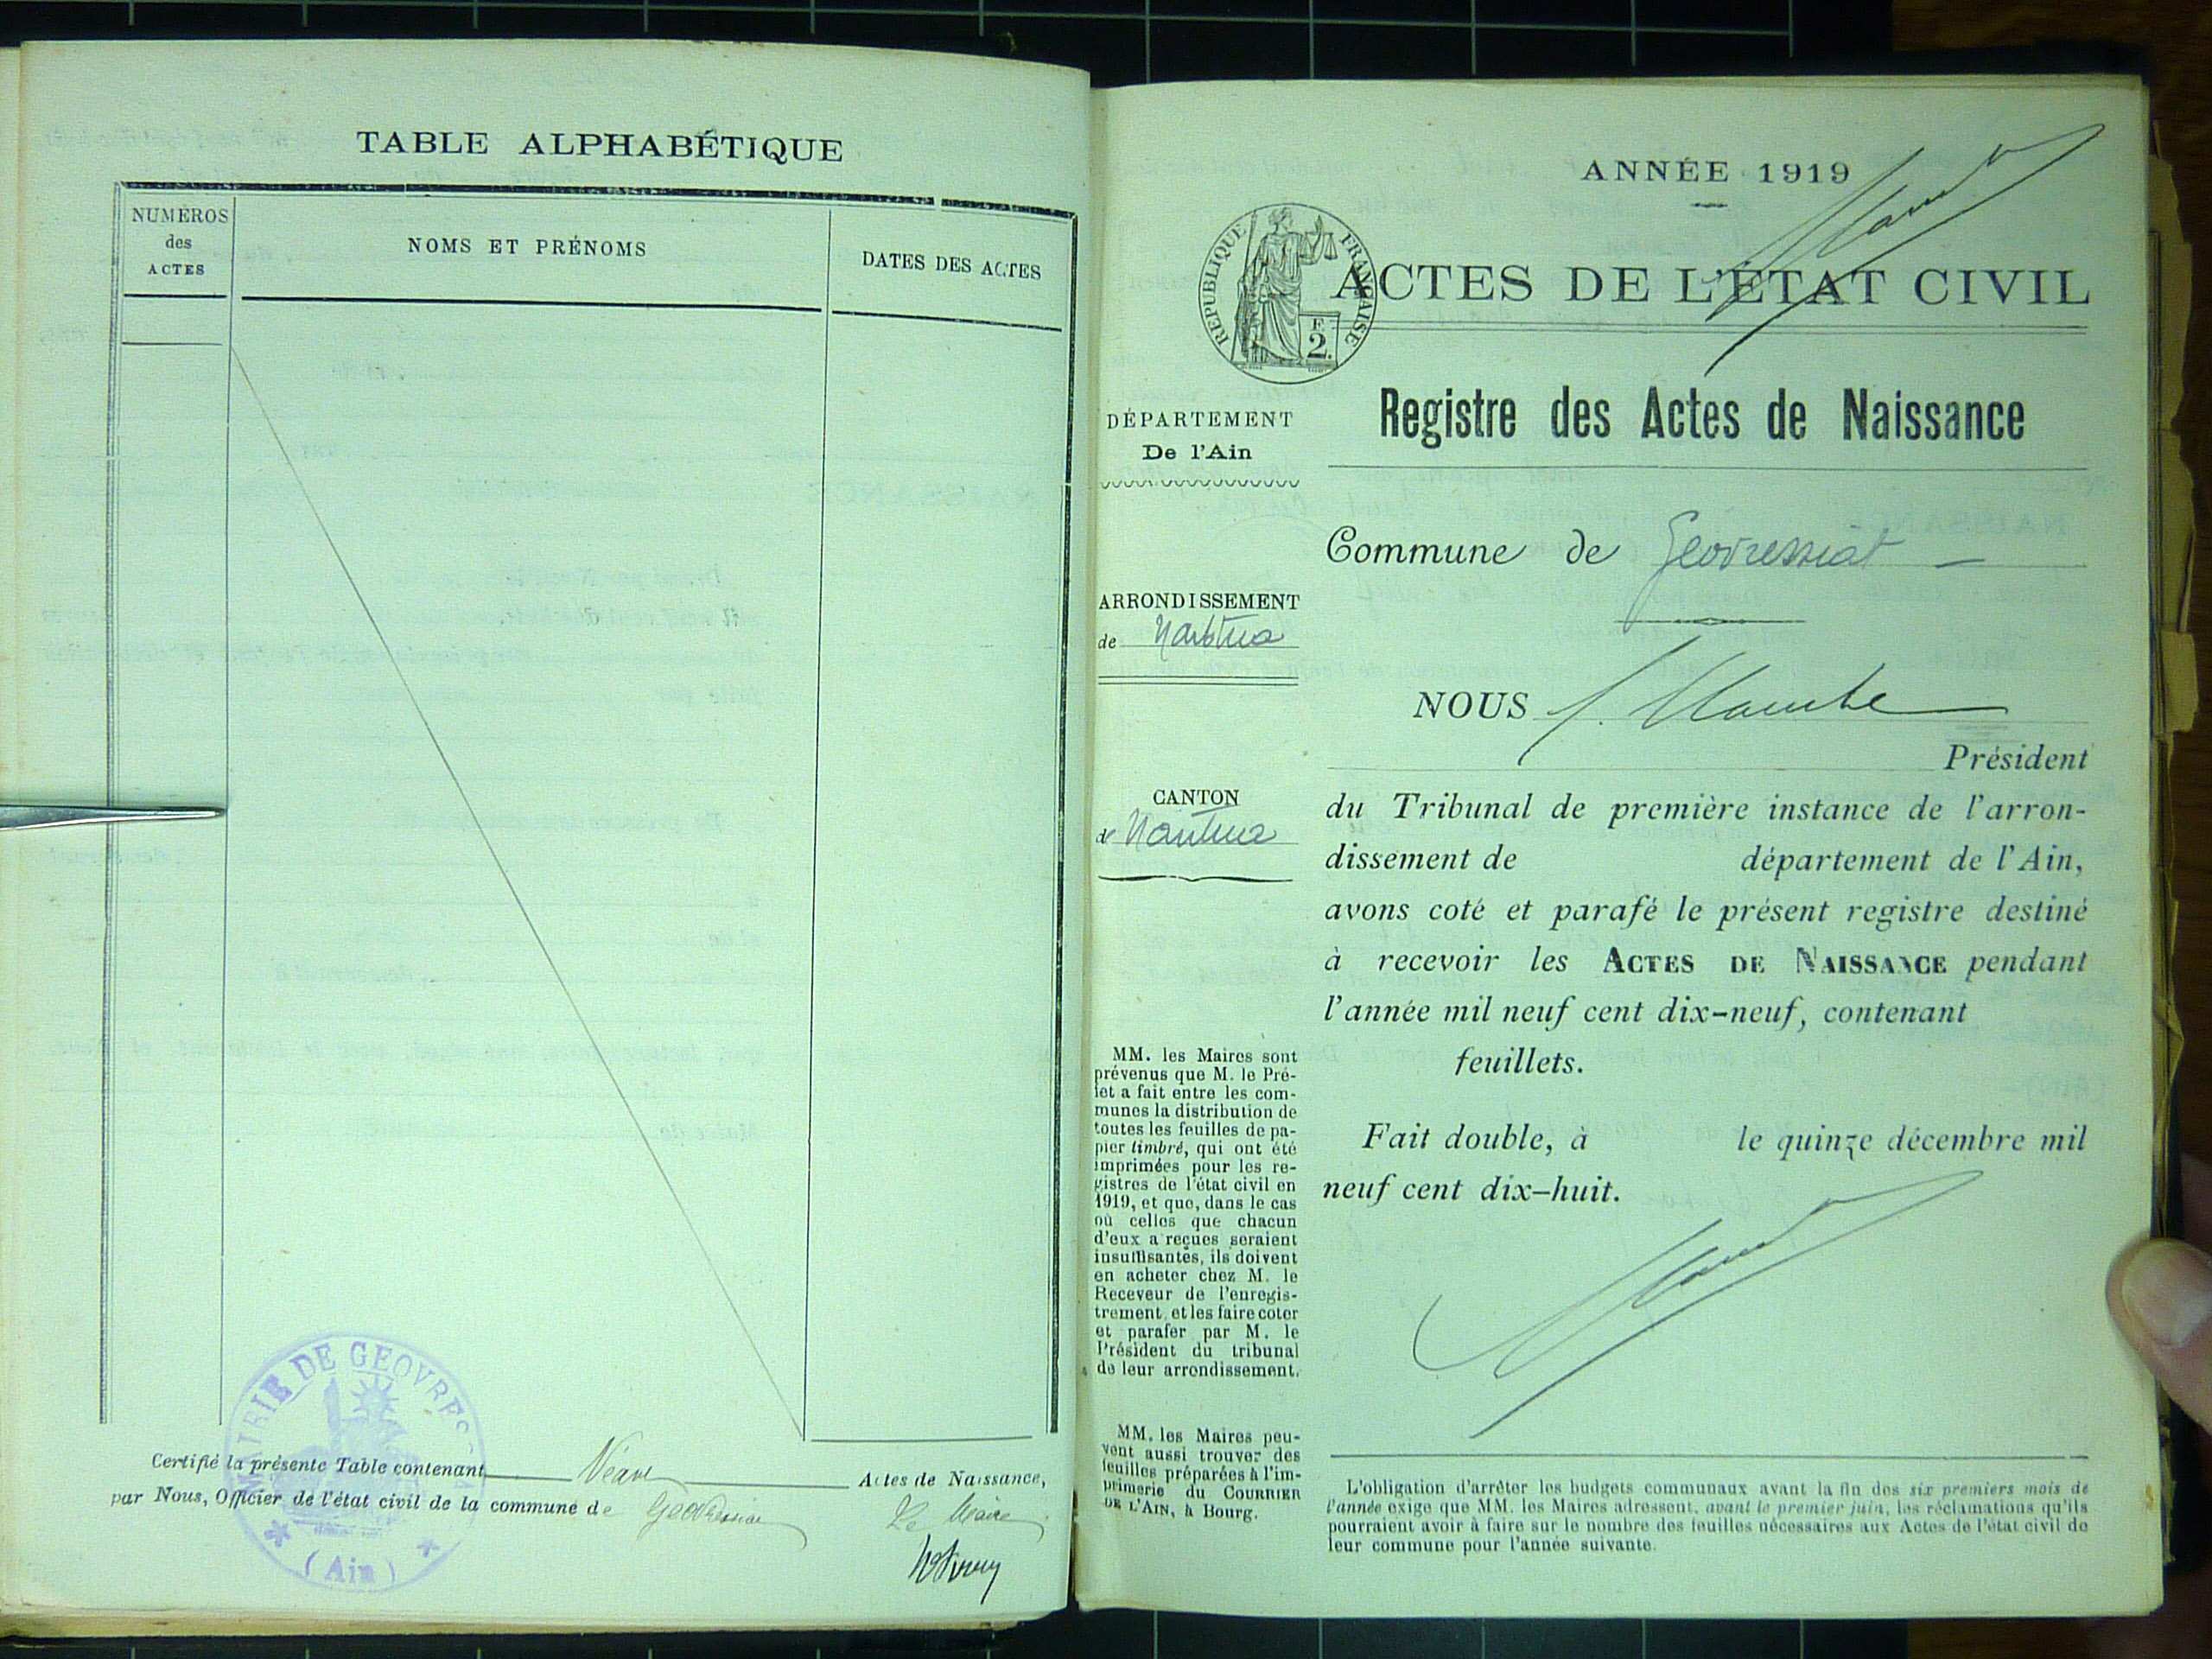 TABLE ALPHABÉTIQUE
NUMÉROS
des
ACTES
NOMS ET PRÉNOMS
DATES DES ACTES
MAIRIE DE GEOVRESS
(Ain)
Certifié la présente Table contenant Néant Actes de Naissance,
par Nous, Officier de l'état civil de la commune de Geovressiat
Le Maire
ANNÉE 1919
RÉPUBLIQUE FRANÇAISE
F.
2.
ACTES DE L'ÉTAT CIVIL
Registre des Actes de Naissance
DÉPARTEMENT
De l'Ain
Commune de Geovressiat
ARRONDISSEMENT
de Nantua
NOUS
Président
CANTON
de Nantua
du Tribunal de première instance de l'arron-
dissement de département de l'Ain,
avons coté et parafé le présent registre destiné
à recevoir les ACTES DE NAISSANCE pendant
l'année mil neuf cent dix-neuf, contenant
feuillets.
Fait double, à le quinze décembre mil
neuf cent dix-huit.
MM. les Maires sont
prévenus que M. le Pré-
fet a fait entre les com-
munes la distribution de
toutes les feuilles de pa-
pier timbré, qui ont été
imprimées pour les re-
gistres de l'état civil en
1919, et que, dans le cas
où celles que chacun
d'eux a reçues seraient
insuffisantes, ils doivent
en acheter chez M. le
Receveur de l'enregis-
trement, et les faire coter
et parafer par M. le
Président du tribunal
de leur arrondissement.
MM. les Maires peu-
vent aussi trouver des
feuilles préparées à l'im-
primerie du COURRIER
DE L'AIN, à Bourg.
L'obligation d'arrêter les budgets communaux avant la fin des six premiers mois de
l'année exige que MM. les Maires adressent, avant le premier juin, les réclamations qu'ils
pourraient avoir à faire sur le nombre des feuilles nécessaires aux Actes de l'état civil de
leur commune pour l'année suivante.